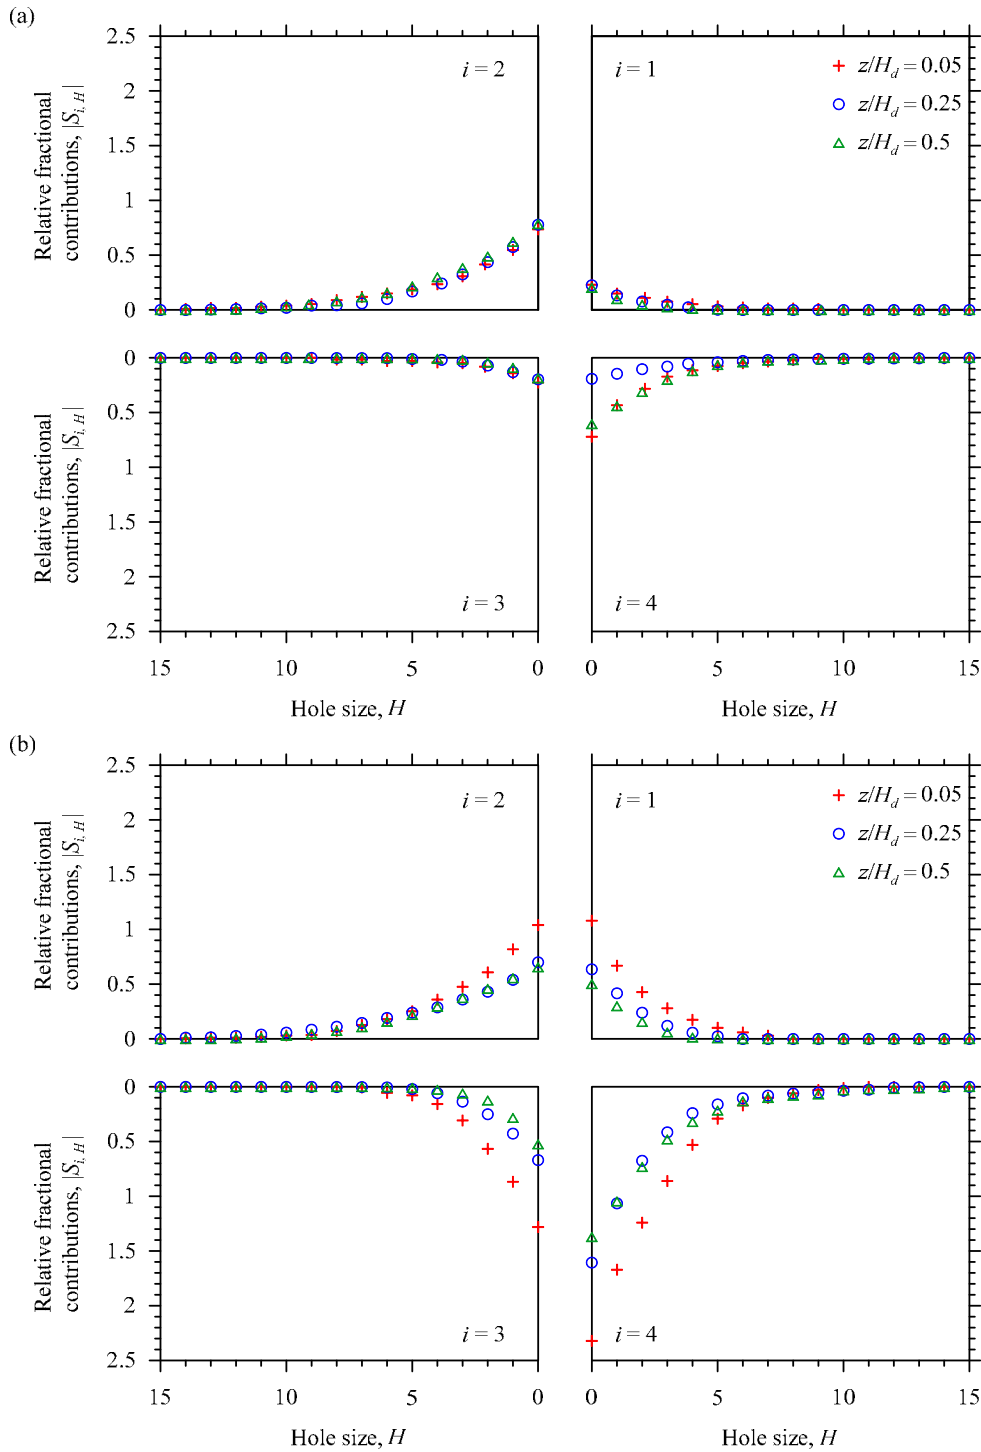 (a)
2.5
2
1.5
1
0.5
0
Relative fractional
contributions, |S_{i, H}|
i = 2
i = 1
z/H_d = 0.05
z/H_d = 0.25
z/H_d = 0.5
0
0.5
1
1.5
2
2.5
Relative fractional
contributions, |S_{i, H}|
i = 3
i = 4
15 10 5 0
0 5 10 15
Hole size, H
Hole size, H
(b)
2.5
2
1.5
1
0.5
0
Relative fractional
contributions, |S_{i, H}|
i = 2
i = 1
z/H_d = 0.05
z/H_d = 0.25
z/H_d = 0.5
0
0.5
1
1.5
2
2.5
Relative fractional
contributions, |S_{i, H}|
i = 3
i = 4
15 10 5 0
0 5 10 15
Hole size, H
Hole size, H